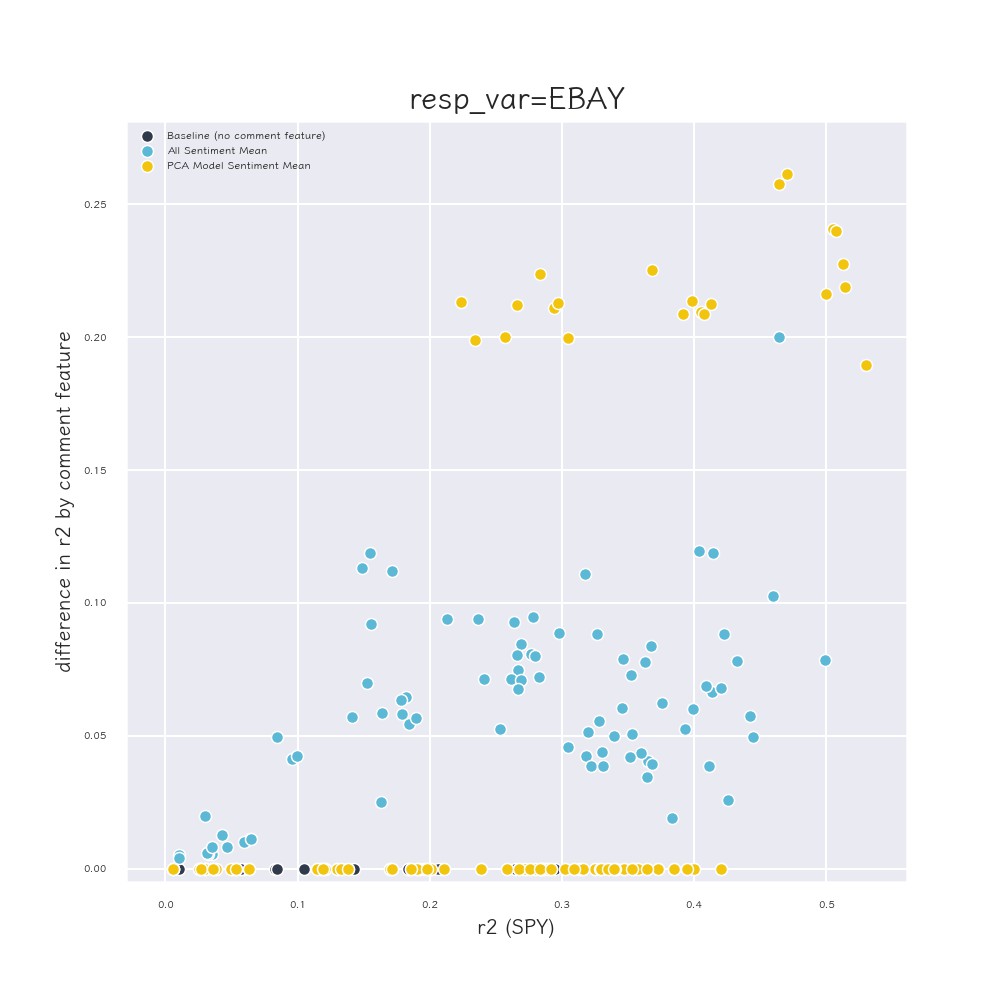 resp_var=EBAY
Baseline (no comment feature)
All Sentiment Mean
PCA Model Sentiment Mean
difference in r2 by comment feature
0.25
0.20
0.15
0.10
0.05
0.00
0.0 0.1 0.2 0.3 0.4 0.5
r2 (SPY)